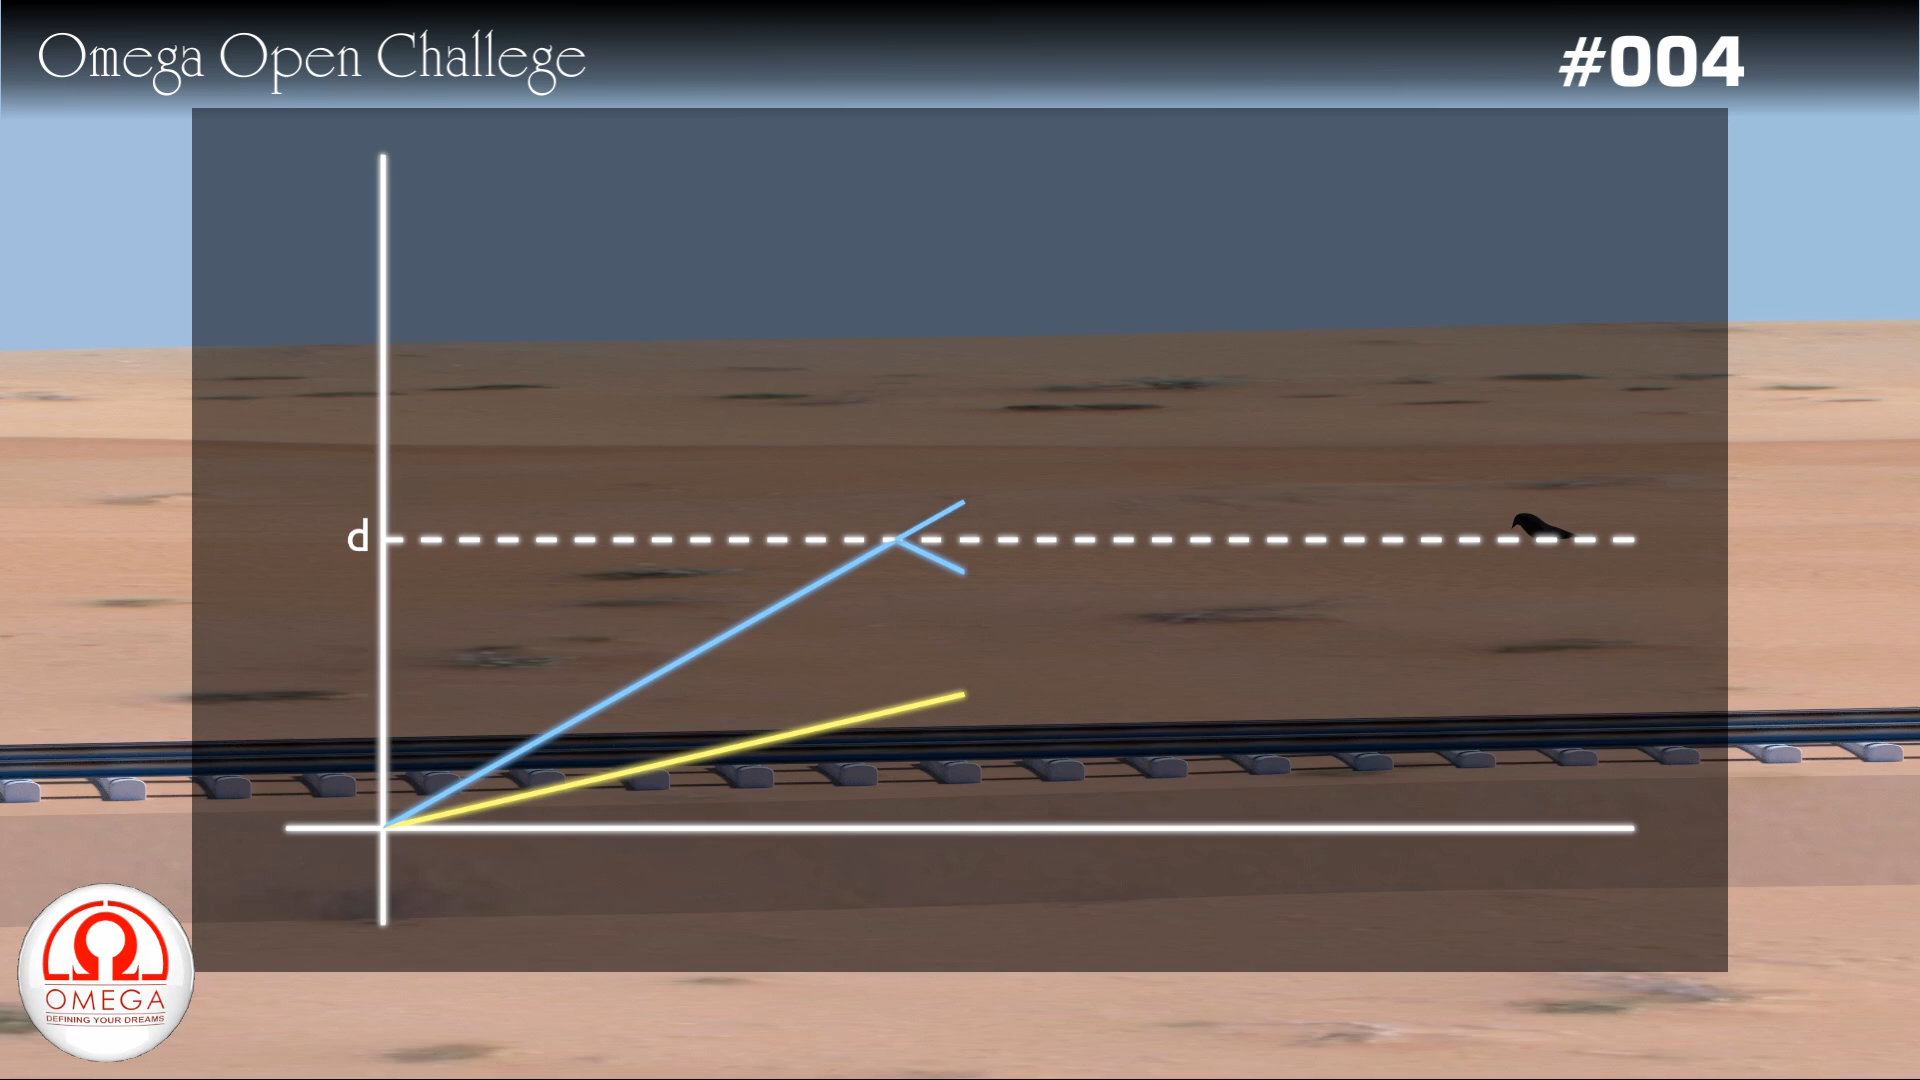 Omega Open Challege
#004
d
OMEGA
DEFINING YOUR DREAMS